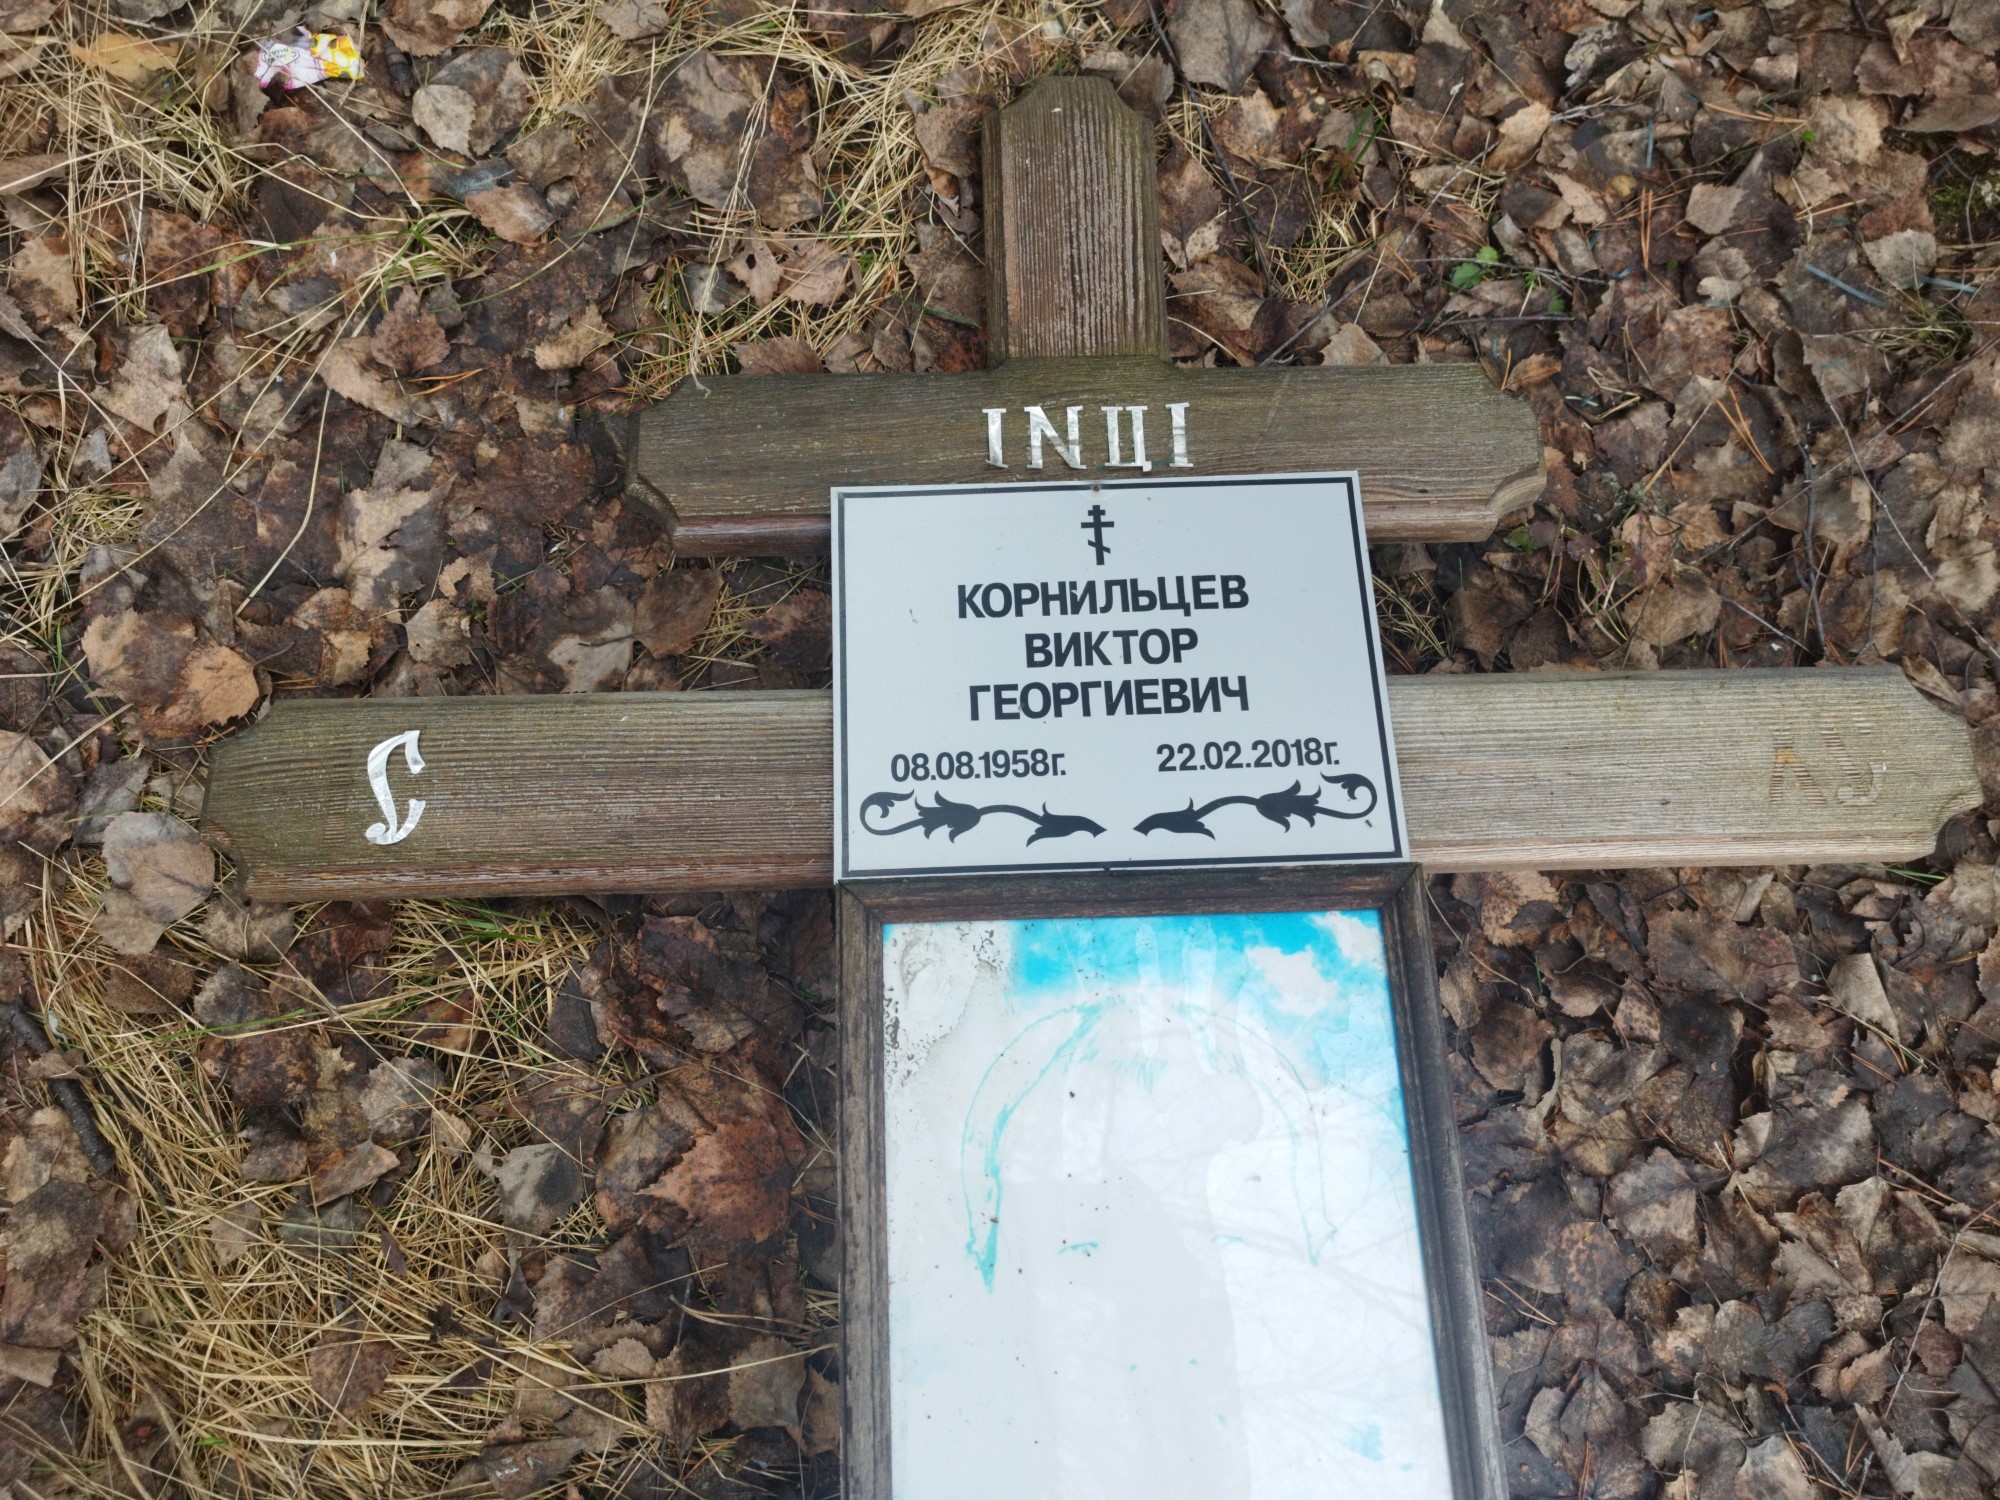 INЦI
КОРНИЛЬЦЕВ
ВИКТОР
ГЕОРГИЕВИЧ
08.08.1958г. 22.02.2018г.
С